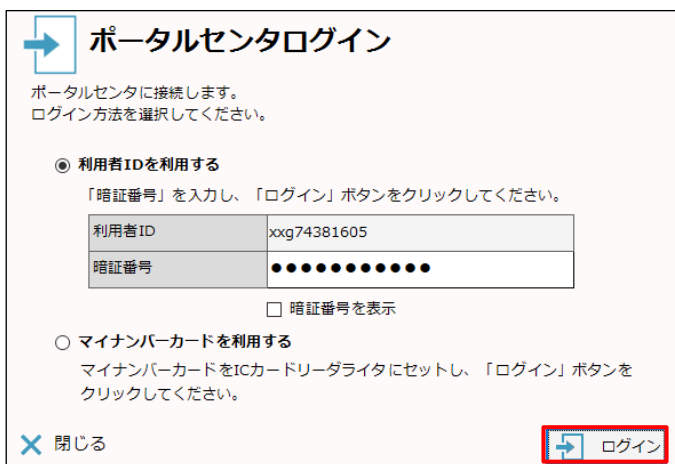 ポータルセンタログイン
ポータルセンタに接続します。
ログイン方法を選択してください。
利用者IDを利用する
「暗証番号」を入力し、「ログイン」ボタンをクリックしてください。
利用者ID xxg74381605
暗証番号 ●●●●●●●●●●●
暗証番号を表示
マイナンバーカードを利用する
マイナンバーカードをICカードリーダライタにセットし、「ログイン」ボタンを
クリックしてください。
閉じる ログイン